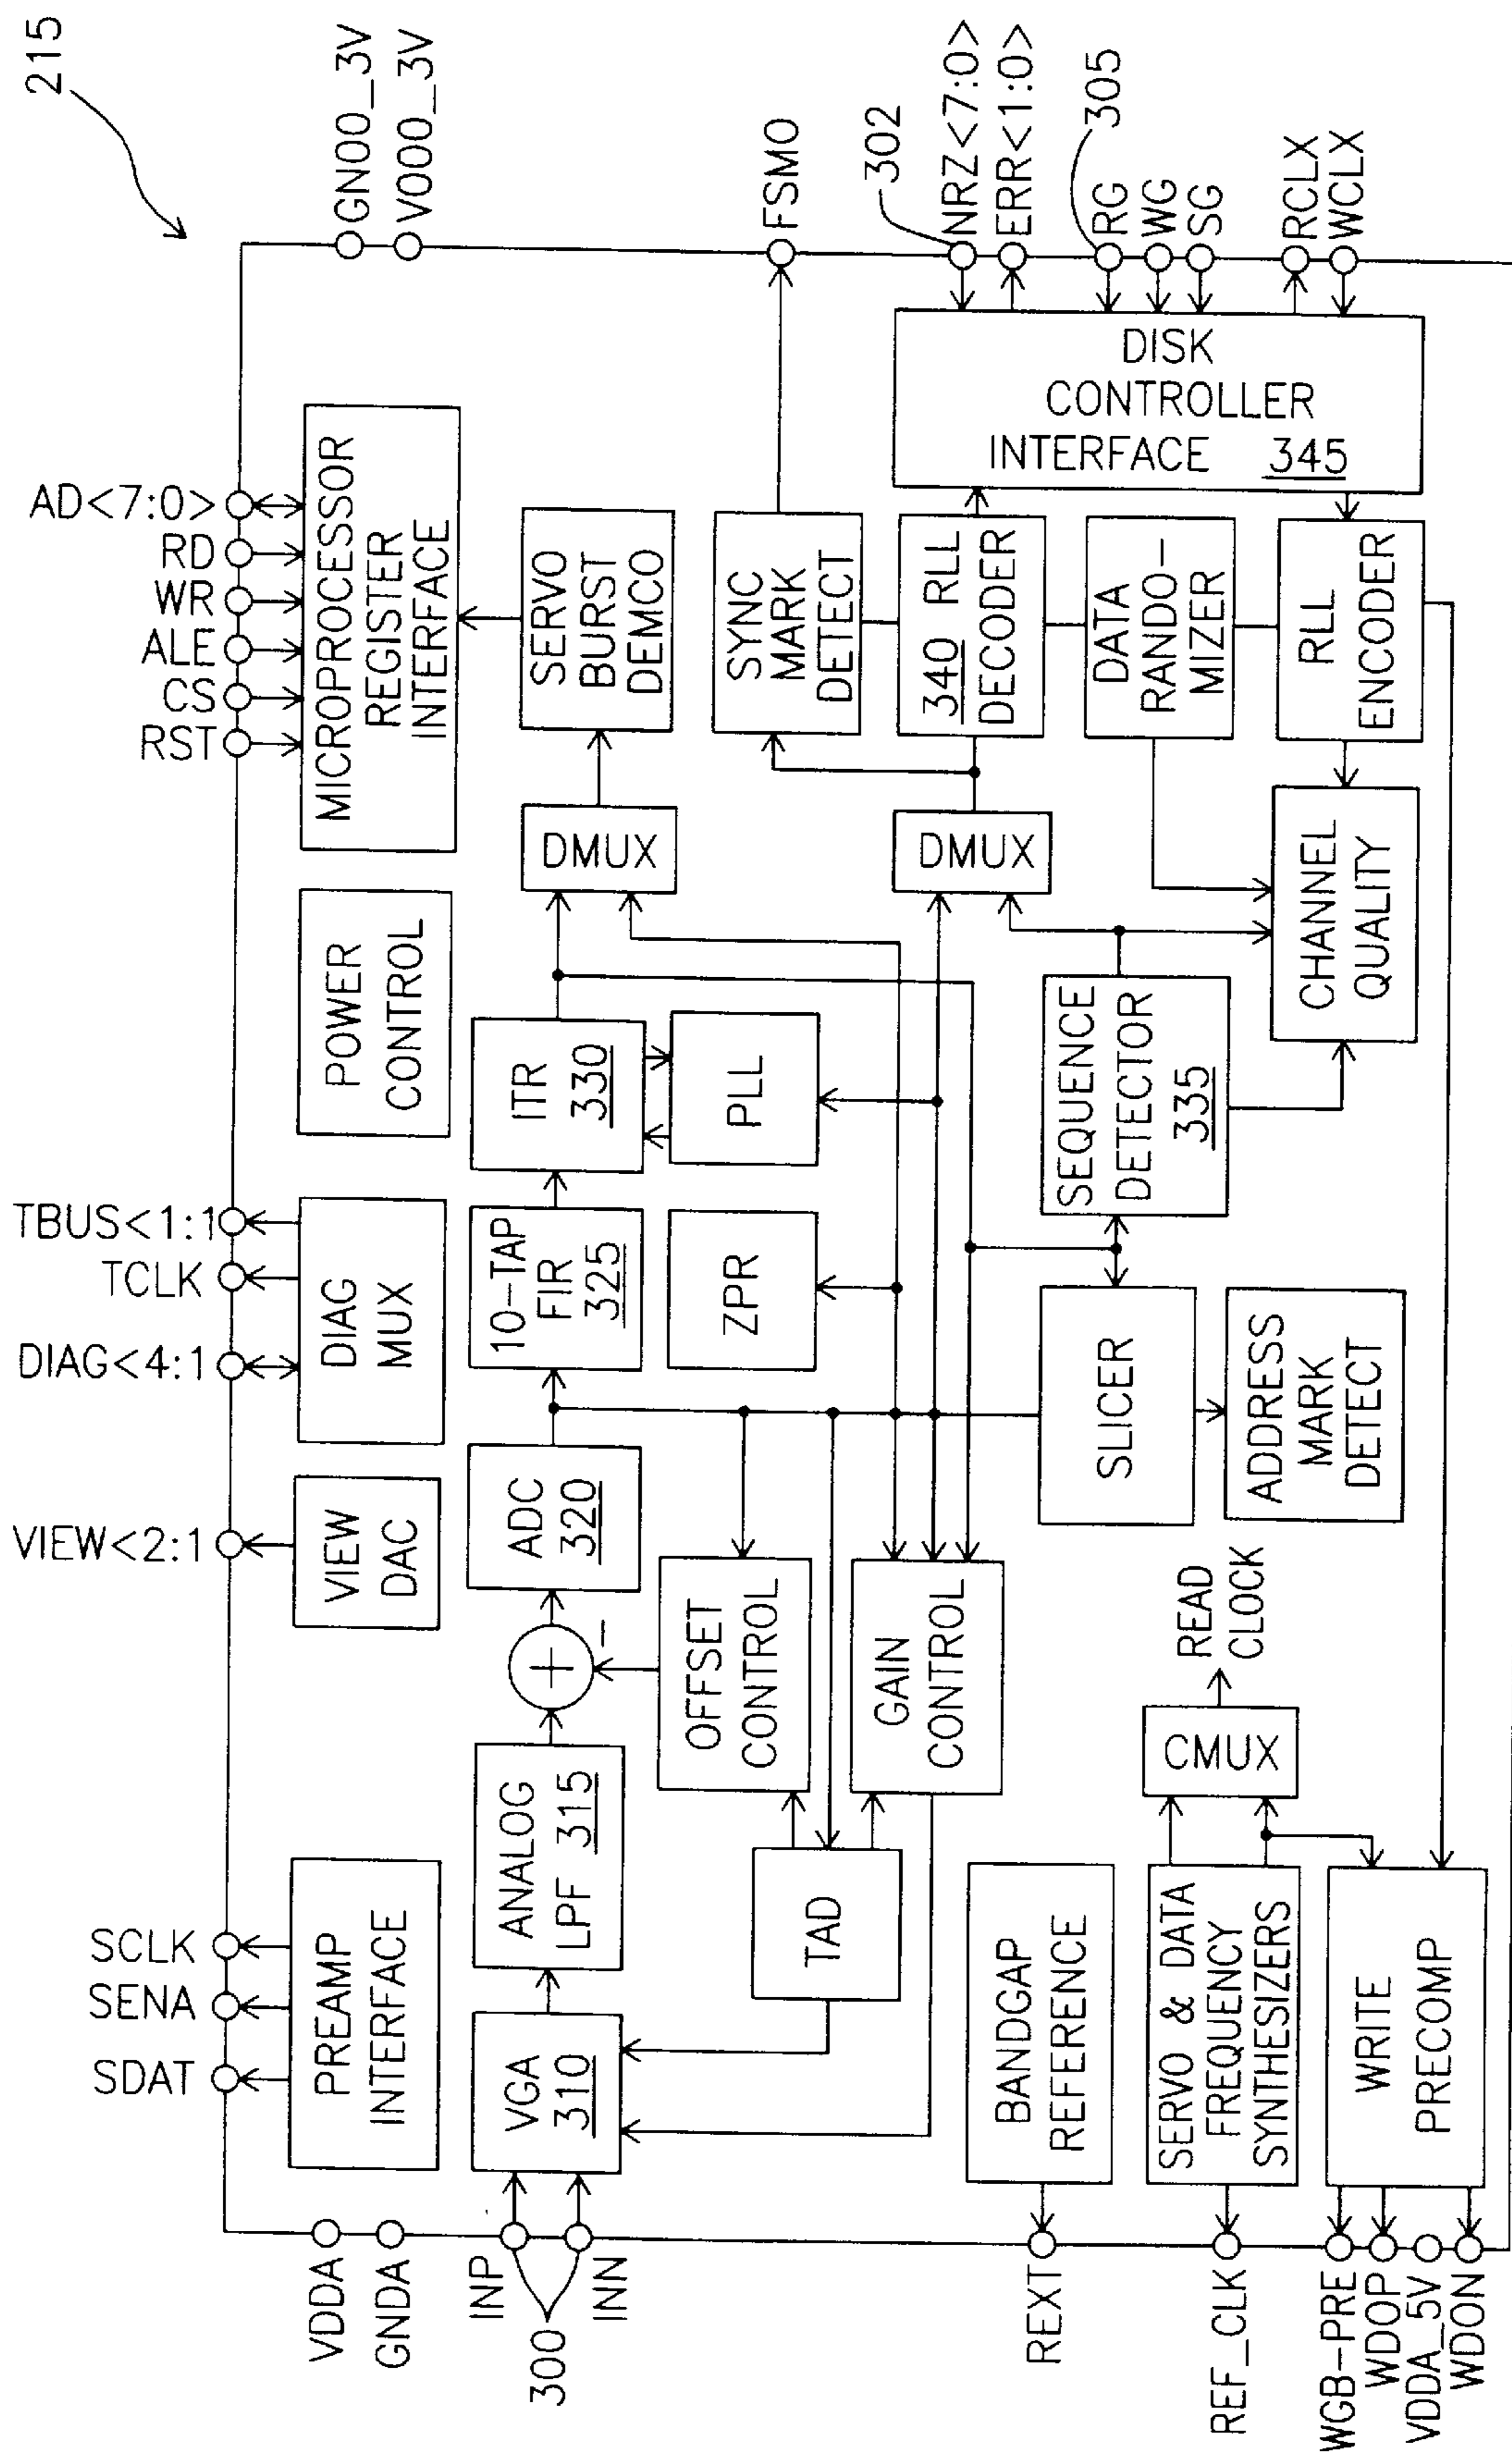 215
VDDA
GNDA
INP
INN
300
REXT
REF_CLK
WGB-PRE
WDOP
VDDA_5V
WDON
SDAT
SENA
SCLK
VIEW<2:1
DIAG<4:1
TCLK
TBUS<1:1
RST
CS
ALE
WR
RD
AD<7:0>
GN00_3V
V000_3V
FSMO
302
NRZ<7:0>
ERR<1:0>
305
RG
WG
SG
RCLX
WCLX
PREAMP
INTERFACE
VIEW
DAC
DIAG
MUX
POWER
CONTROL
MICROPROCESSOR
REGISTER
INTERFACE
VGA
310
ANALOG
LPF 315
+
−
ADC
320
10-TAP
FIR
325
ITR
330
DMUX
SERVO
BURST
DEMCO
OFFSET
CONTROL
ZPR
PLL
SYNC
MARK
DETECT
TAD
GAIN
CONTROL
DMUX
340 RLL
DECODER
DISK
CONTROLLER
INTERFACE 345
BANDGAP
REFERENCE
SLICER
SEQUENCE
DETECTOR
335
DATA
RANDO-
MIZER
SERVO & DATA
FREQUENCY
SYNTHESIZERS
CMUX
READ
CLOCK
ADDRESS
MARK
DETECT
CHANNEL
QUALITY
RLL
ENCODER
WRITE
PRECOMP